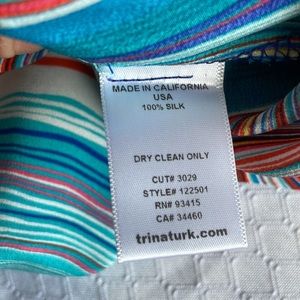 MADE IN CALIFORNIA
USA
100% SILK
DRY CLEAN ONLY
CUT# 3029
STYLE# 122501
RN# 93415
CA# 34460
trinaturk.com